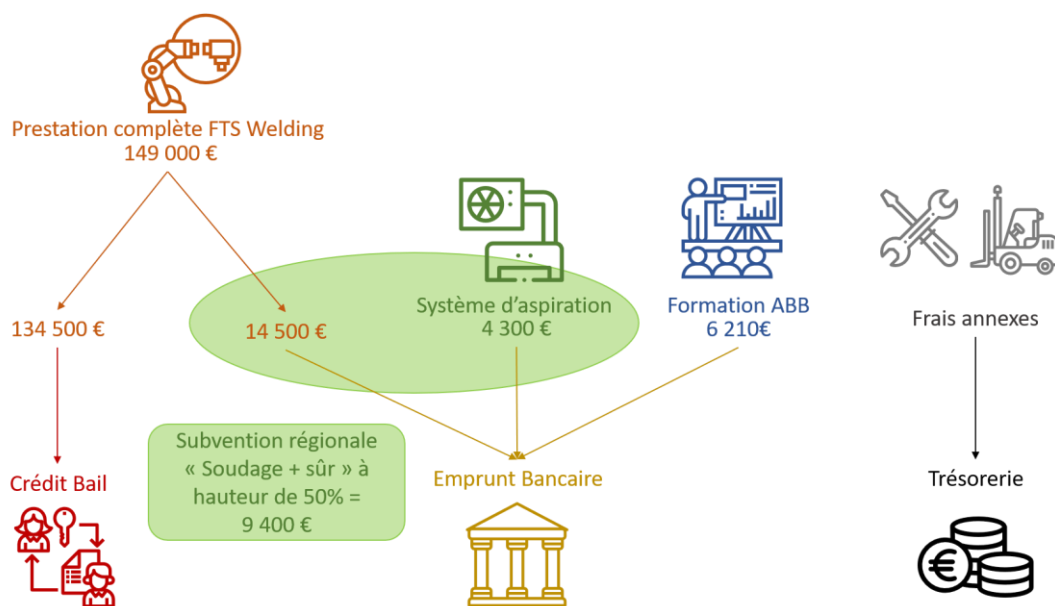 Prestation complète FTS Welding
149 000 €
Système d'aspiration
4 300 €
Formation ABB
6 210€
Frais annexes
134 500 €
14 500 €
Subvention régionale
« Soudage + sûr » à
hauteur de 50% =
9 400 €
Crédit Bail
Emprunt Bancaire
Trésorerie
€